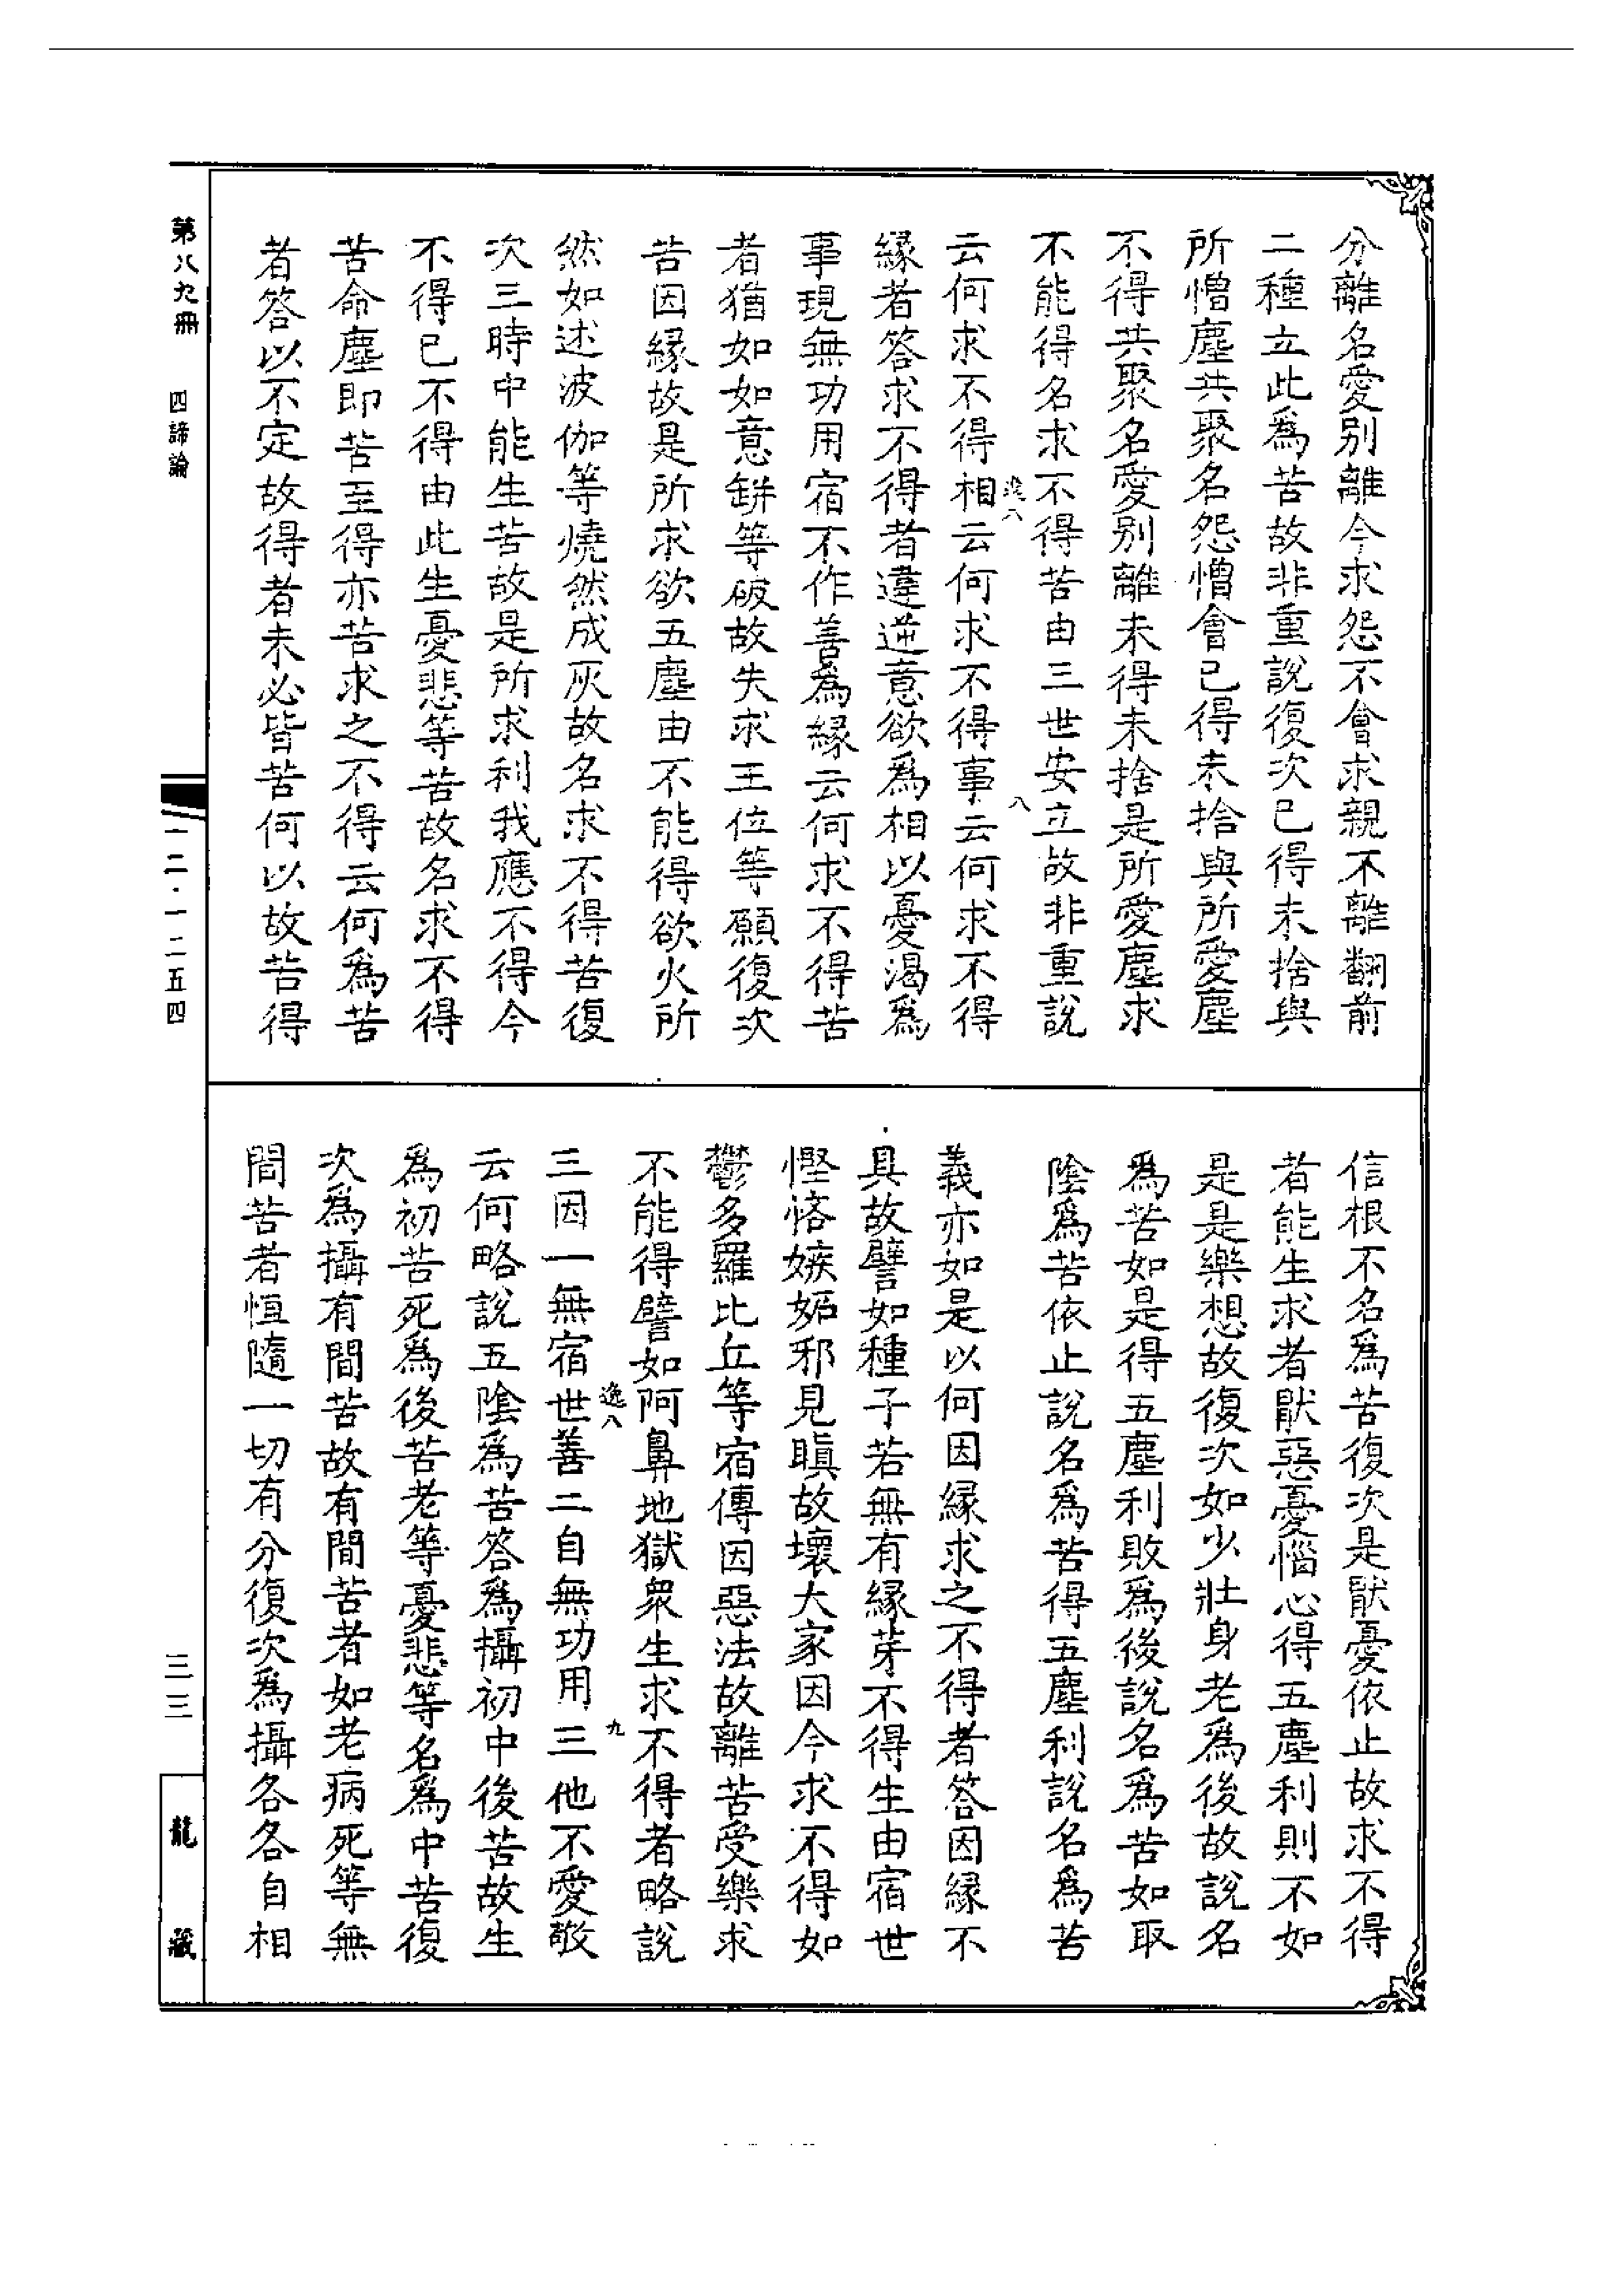 分離名愛別離今求怨不會求親不離翻前
二種立此爲苦故非重說復次已得未捨與
所憎塵共聚名怨憎會已得未捨與所愛塵
不得共聚名愛別離未得未捨是所愛塵求
不能得名求不得苦由三世安立故非重說
逸八
八
云何求不得相云何求不得事云何求不得
緣者答求不得者違逆意欲爲相以憂渴爲
事現無功用宿不作善爲緣云何求不得苦
者猶如如意缾等破故失求王位等願復次
苦因緣故是所求欲五塵由不能得欲火所
然如述波伽等燒然成灰故名求不得苦復
次三時中能生苦故是所求利我應不得今
不得已不得由此生憂悲等苦故名求不得
苦命塵即苦至得亦苦求之不得云何爲苦
者答以不定故得者未必皆苦何以故苦得
信根不名爲苦復次是猒憂依止故求不得
者能生求者猒惡憂惱心得五塵利則不如
是是樂想故復次如少壯身老爲後故說名
爲苦如是得五塵利敗爲後說名爲苦如取
陰爲苦依止說名爲苦得五塵利說名爲苦
義亦如是以何因緣求之不得者答因緣不
具故譬如種子若無有緣芽不得生由宿世
慳悋嫉妬邪見瞋故壞大家因今求不得如
鬱多羅比丘等宿傳因惡法故離苦受樂求
不能得譬如阿鼻地獄衆生求不得者略說
逸八
九
三因一無宿世善二自無功用三他不愛敬
云何略說五陰爲苦答爲攝初中後苦故生
爲初苦死爲後苦老等憂悲等名爲中苦復
次爲攝有間苦故有間苦者如老病死等無
間苦者恒隨一切有分復次爲攝各各自相
第八九冊
四諦論
一二·一二五四
三三
龍藏